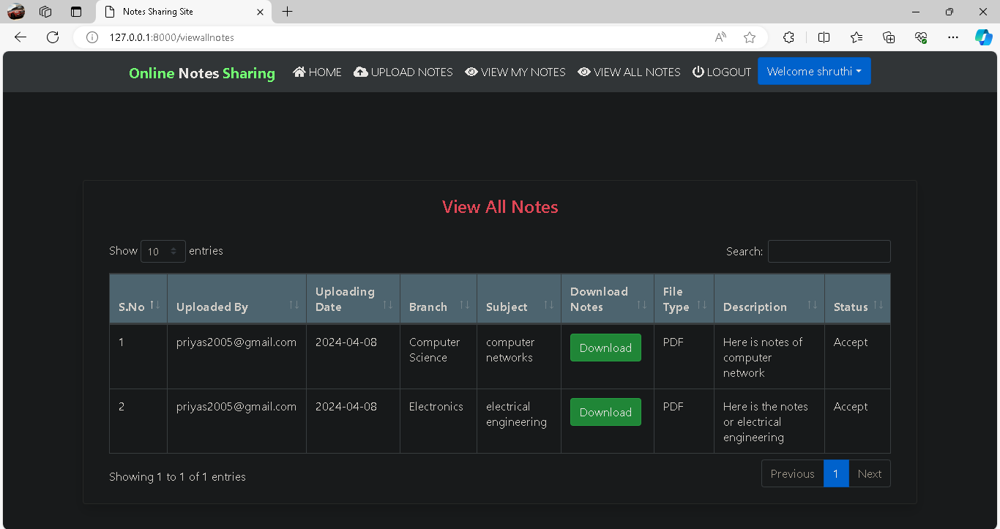 Notes Sharing Site
127.0.0.1:8000/viewallnotes
Online Notes Sharing HOME UPLOAD NOTES VIEW MY NOTES VIEW ALL NOTES LOGOUT Welcome shruthi
View All Notes
Show 10 entries Search:
S.No Uploaded By Uploading Date Branch Subject Download Notes File Type Description Status
1 priyas2005@gmail.com 2024-04-08 Computer Science computer networks Download PDF Here is notes of computer network Accept
2 priyas2005@gmail.com 2024-04-08 Electronics electrical engineering Download PDF Here is the notes or electrical engineering Accept
Showing 1 to 1 of 1 entries Previous 1 Next